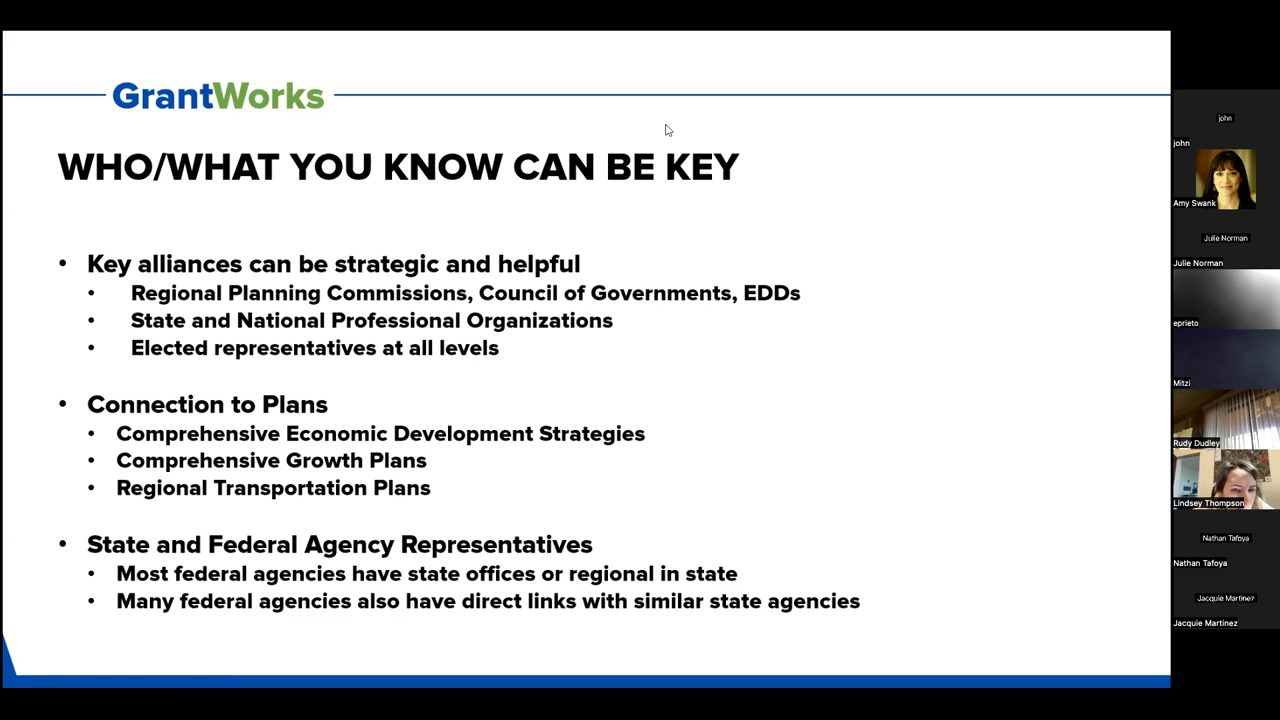 GrantWorks
WHO/WHAT YOU KNOW CAN BE KEY
• Key alliances can be strategic and helpful
• Regional Planning Commissions, Council of Governments, EDDs
• State and National Professional Organizations
• Elected representatives at all levels
• Connection to Plans
• Comprehensive Economic Development Strategies
• Comprehensive Growth Plans
• Regional Transportation Plans
• State and Federal Agency Representatives
• Most federal agencies have state offices or regional in state
• Many federal agencies also have direct links with similar state agencies
john
john
Amy Swank
Julie Norman
Julie Norman
eprieto
Mitzi
Rudy Dudley
Lindsey Thompson
Nathan Tafoya
Nathan Tafoya
Jacquie Martinez
Jacquie Martinez